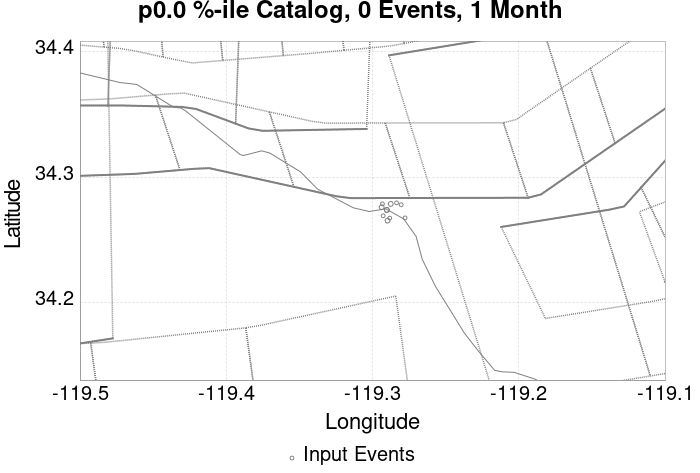 p0.0 %-ile Catalog, 0 Events, 1 Month
34.4
34.3
34.2
Latitude
-119.5 -119.4 -119.3 -119.2 -119.1
Longitude
Input Events